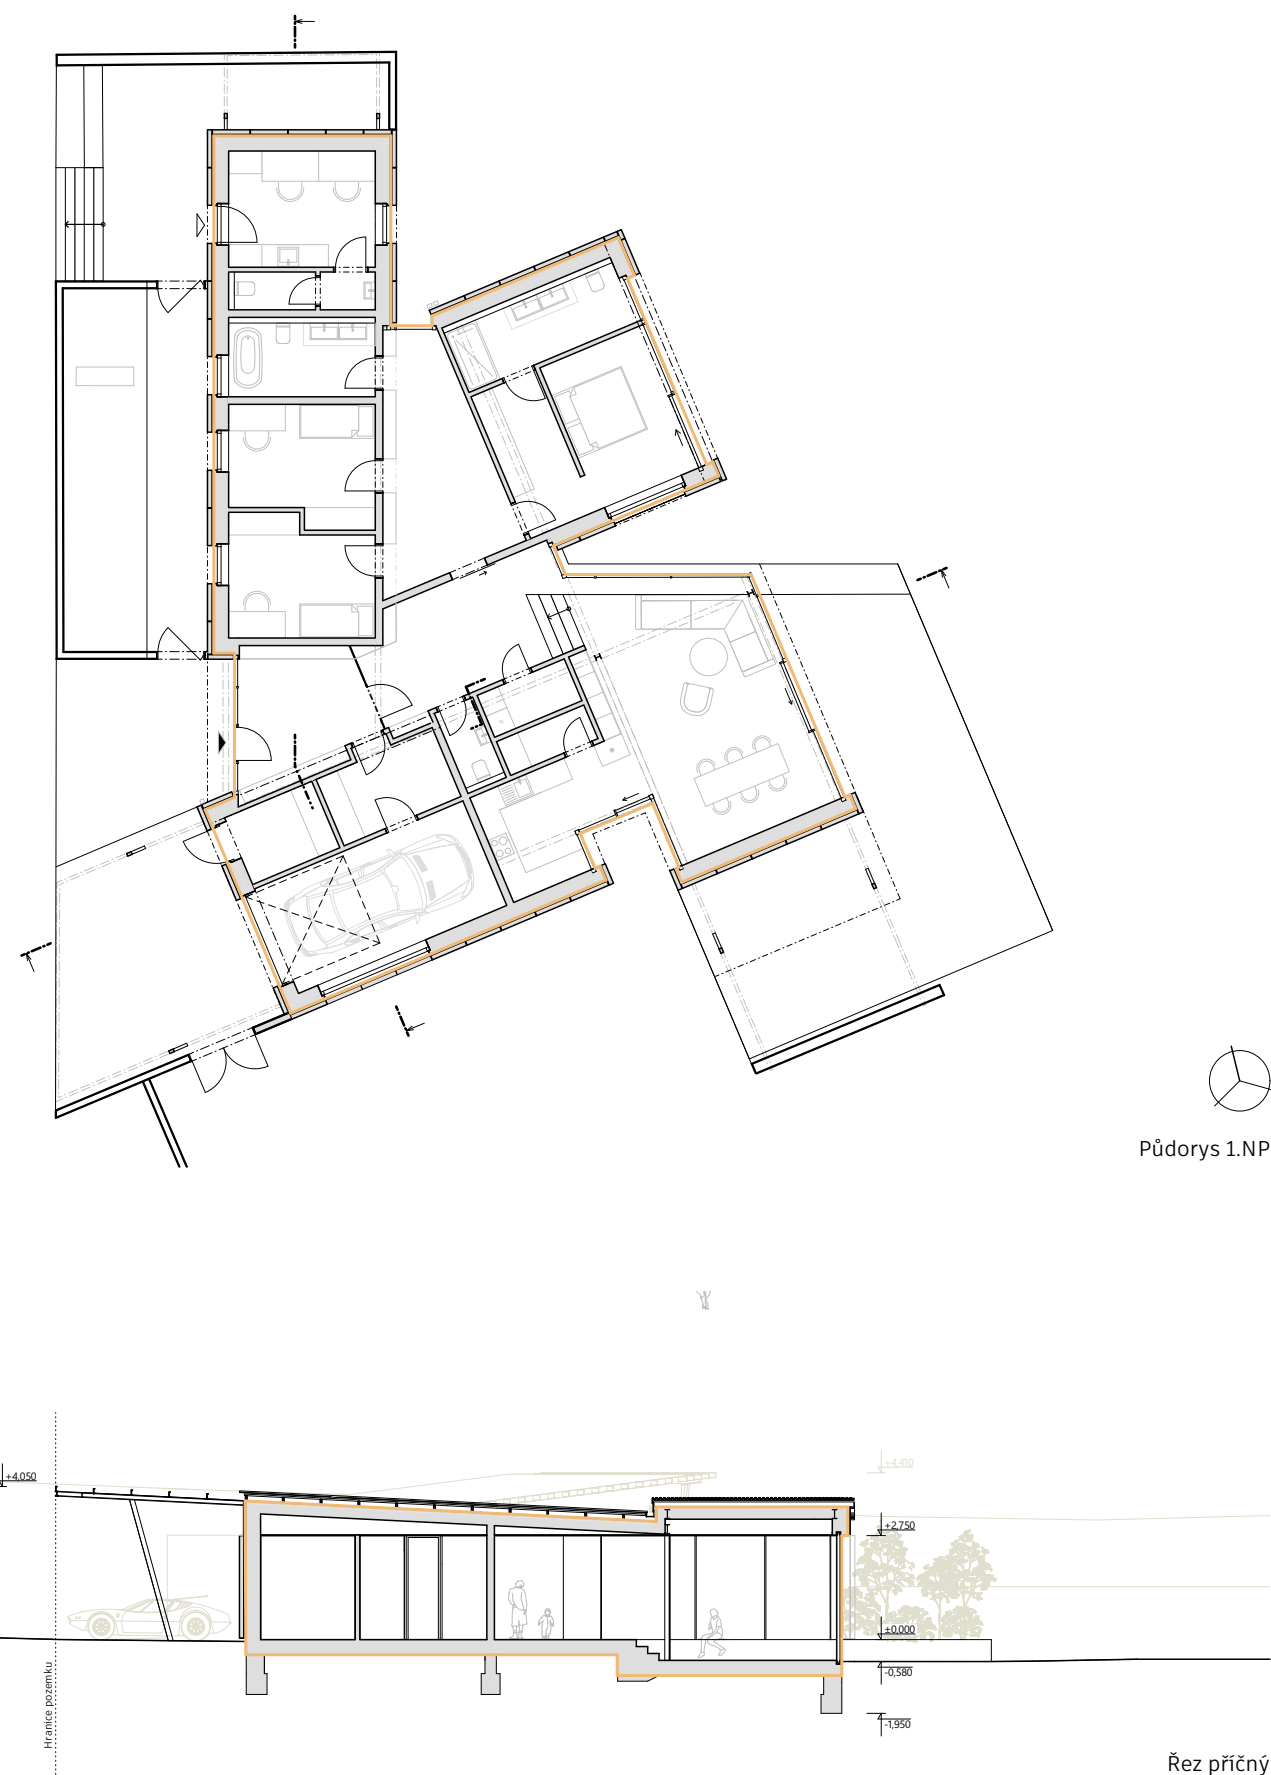 Půdorys 1.NP
+4,050
+4,410
+2,750
±0,000
-0,580
-1,950
Hranice pozemku
Řez příčný